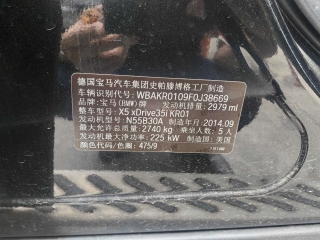 德国宝马汽车集团史帕滕博格工厂制造
车辆识别代号: WBAKR0109F0J38669
品牌: 宝马(BMW)牌 发动机排量: 2979 ml
型号: X5 xDrive35i KR01
发动机型号: N55B30A 制造年月 2014.09
最大允许总质量: 2740 kg 乘坐人数: 5 人
发动机最大净功率: 225 kW 制造国: 美国
颜色/代码/色圈: 475/9